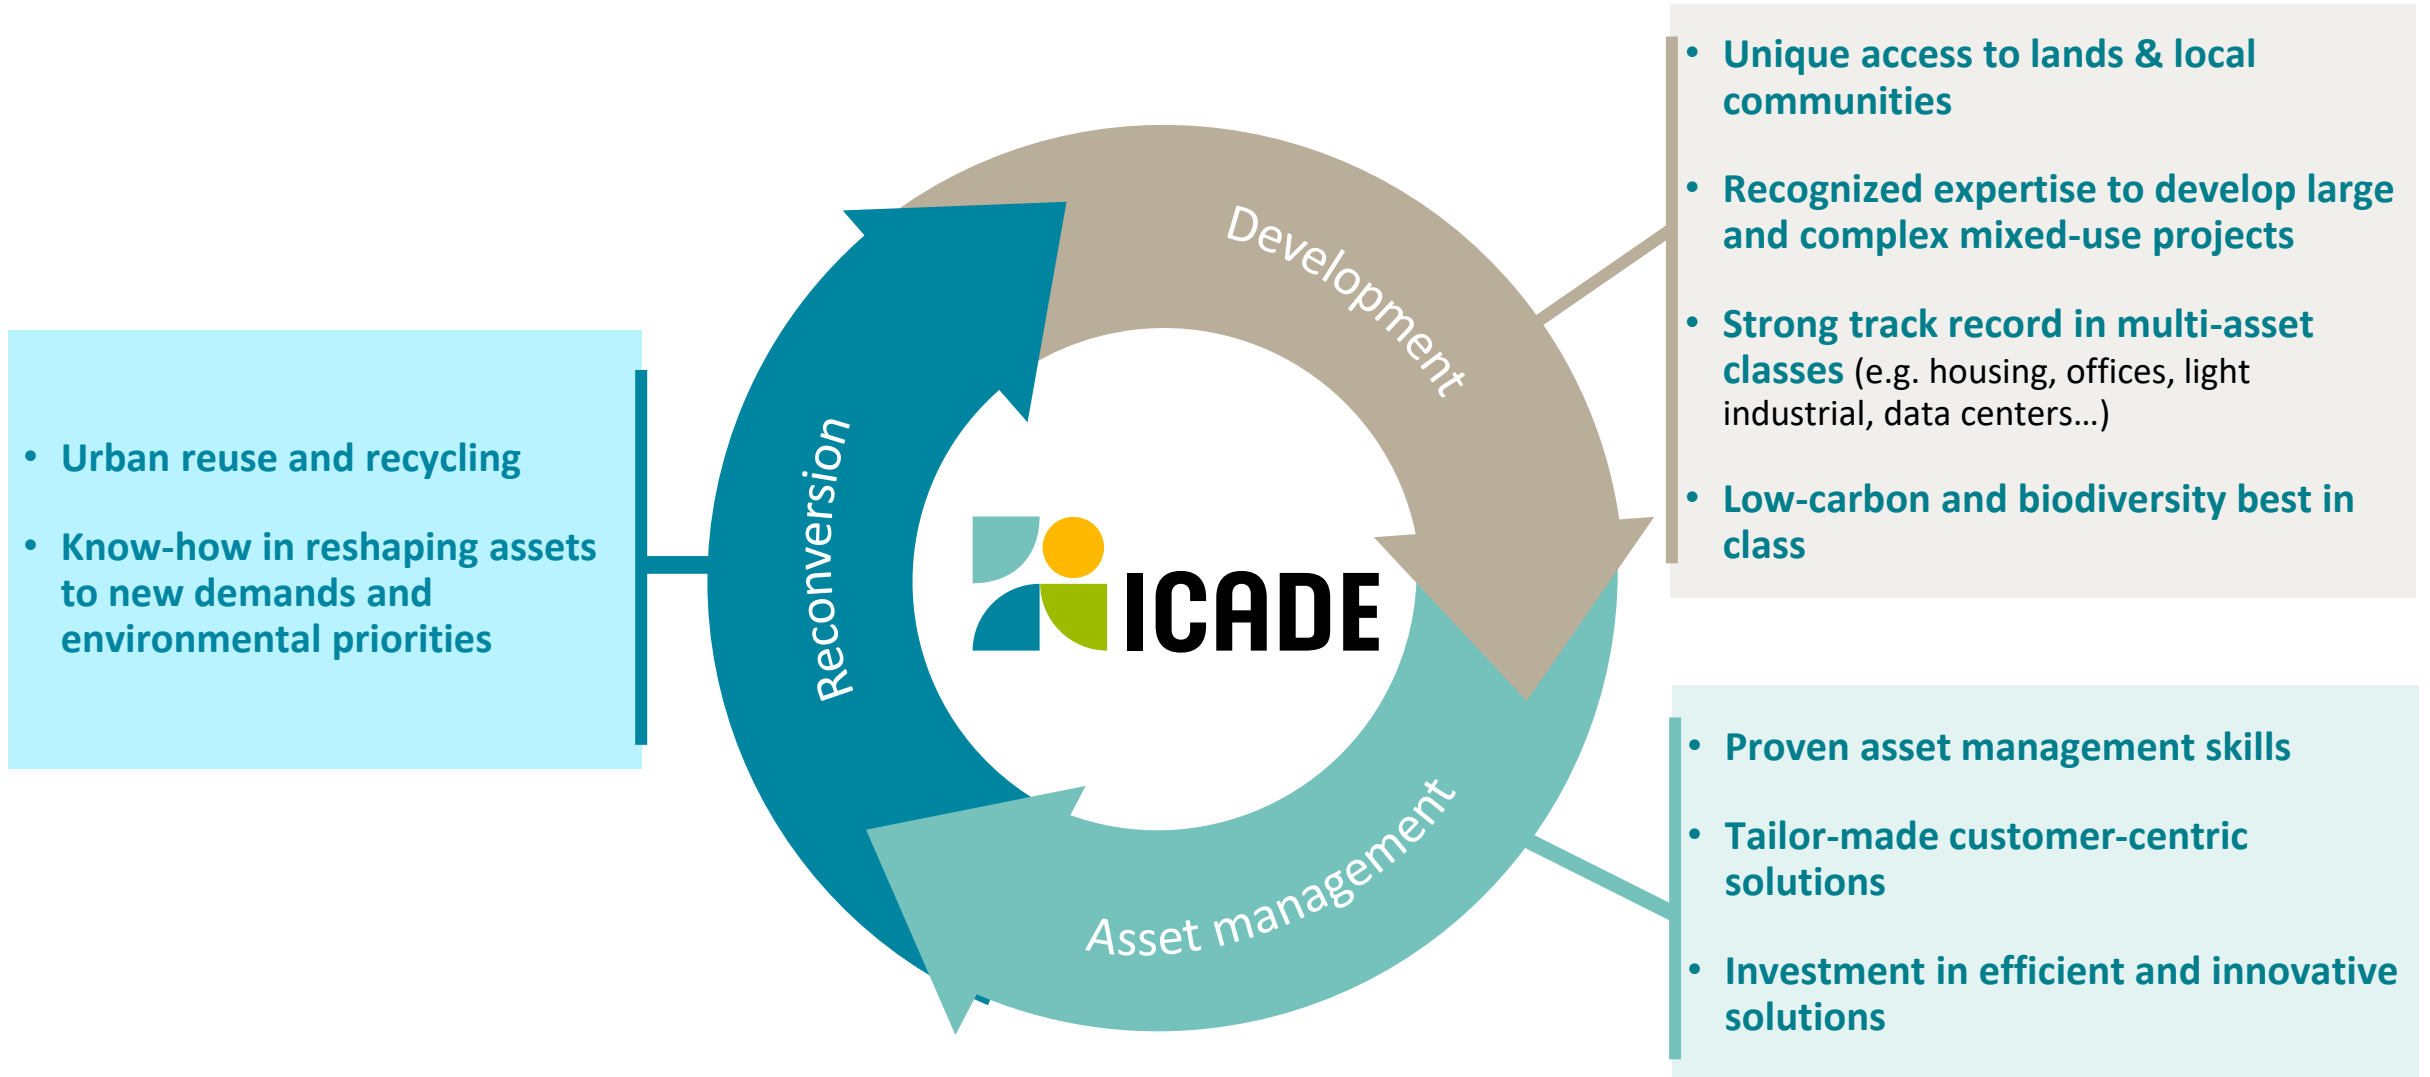 • Unique access to lands & local
communities
• Recognized expertise to develop large
and complex mixed-use projects
• Strong track record in multi-asset
classes (e.g. housing, offices, light
industrial, data centers…)
• Low-carbon and biodiversity best in
class
Development
• Urban reuse and recycling
• Know-how in reshaping assets
to new demands and
environmental priorities
Reconversion
ICADE
Asset management
• Proven asset management skills
• Tailor-made customer-centric
solutions
• Investment in efficient and innovative
solutions